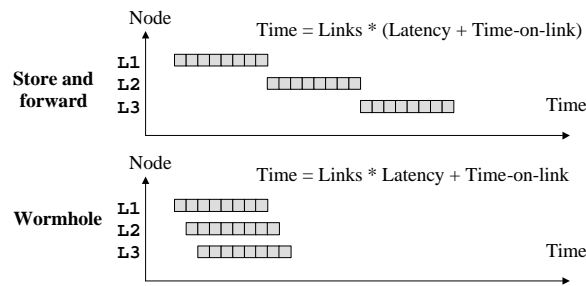 Node
Time = Links * (Latency + Time-on-link)
L1
Store and
forward
L2
L3
Time
Node
Time = Links * Latency + Time-on-link
L1
Wormhole
L2
L3
Time